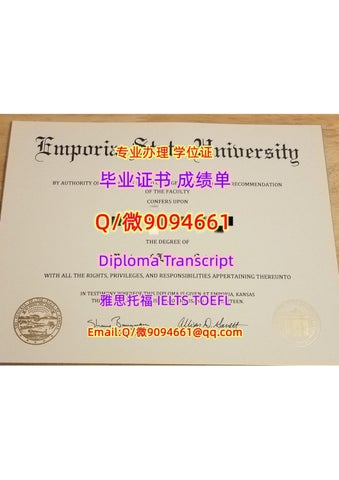 Emporia State University
专业办理 学位证
BY AUTHORITY OF RECOMMENDATION
毕业证书 成绩单
OF THE FACULTY
CONFERS UPON
Q/微9094661
THE DEGREE OF
Diploma Transcript
WITH ALL THE RIGHTS, PRIVILEGES, AND RESPONSIBILITIES APPERTAINING THEREUNTO
IN TESTIMONY WHEREOF THIS DIPLOMA IS GIVEN AT EMPORIA, KANSAS
雅思托福 IELTS TOEFL
Email:Q/微9094661@qq.com